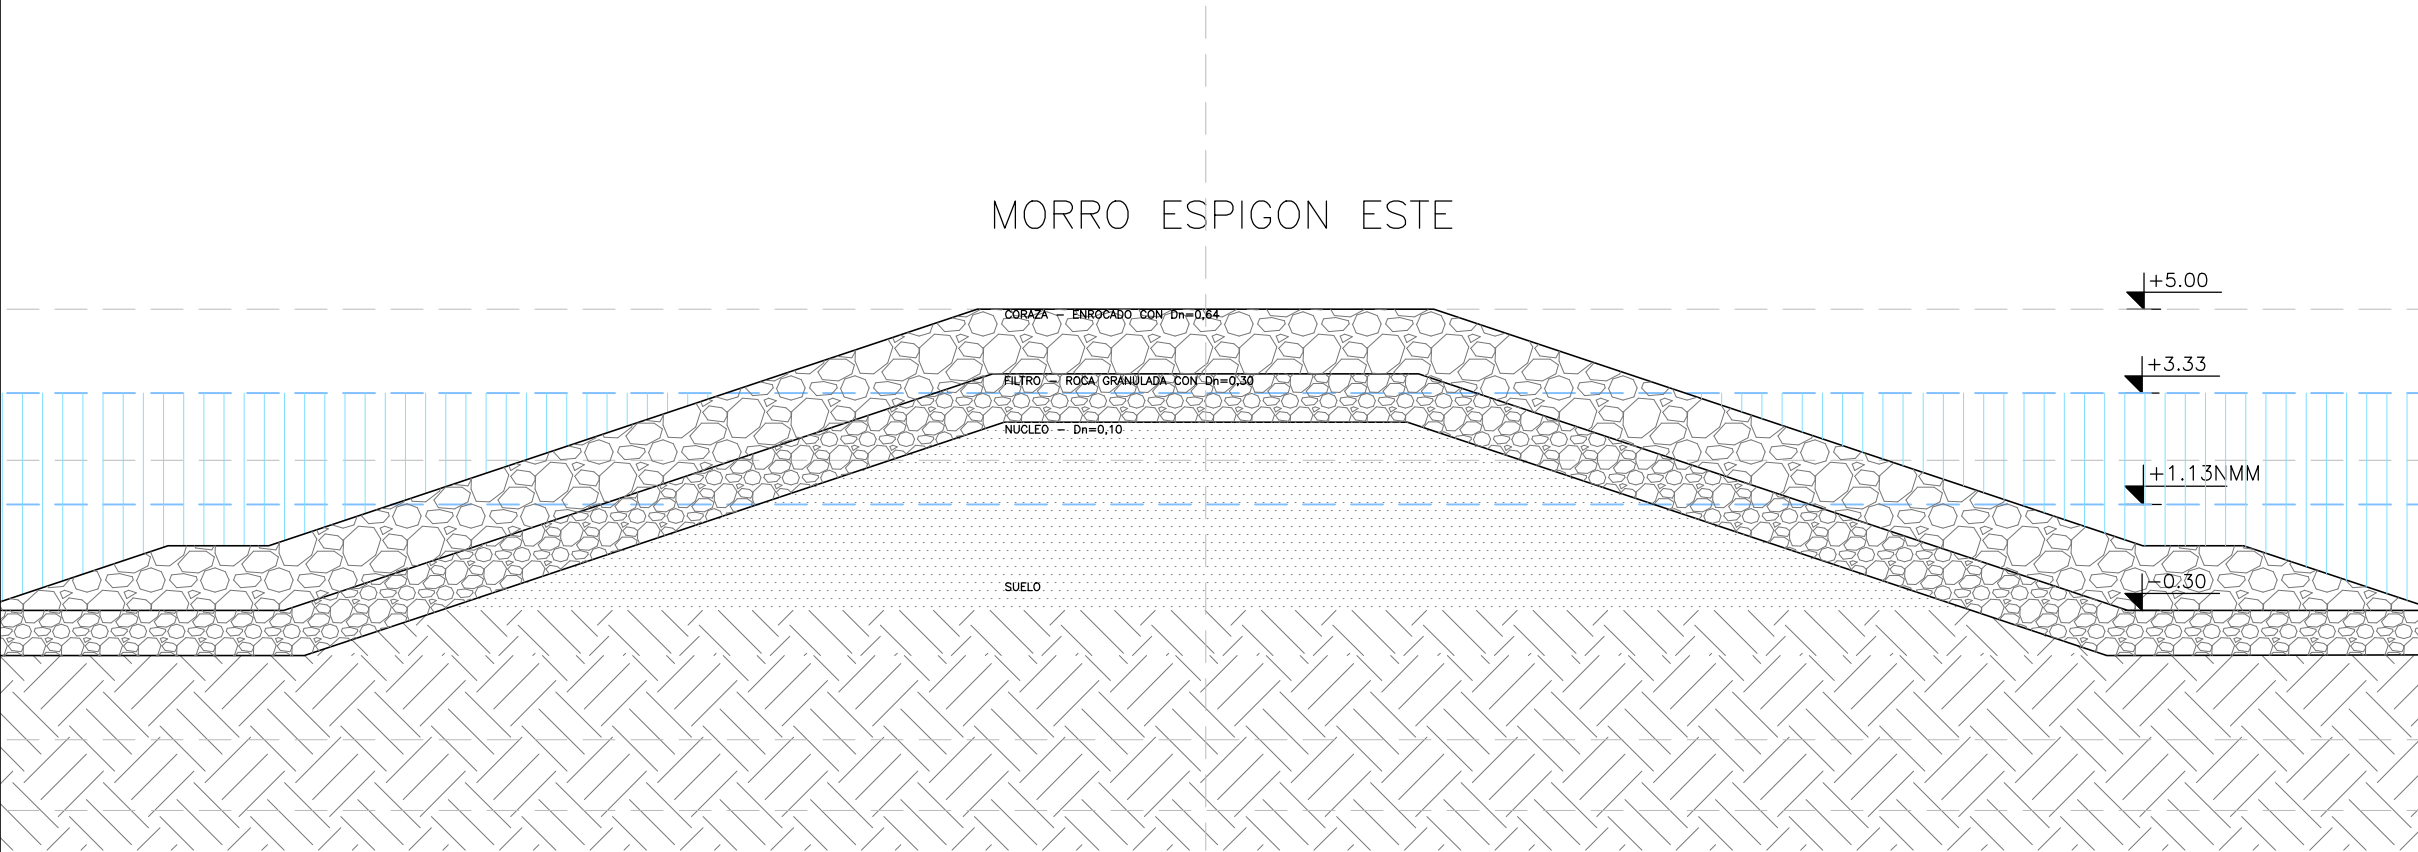 MORRO ESPIGON ESTE
+5.00
CORAZA - ENROCADO CON Dn=0,64
+3.33
FILTRO - ROCA GRANULADA CON Dn=0,30
NUCLEO - Dn=0,10
+1.13NMM
-0.30
SUELO